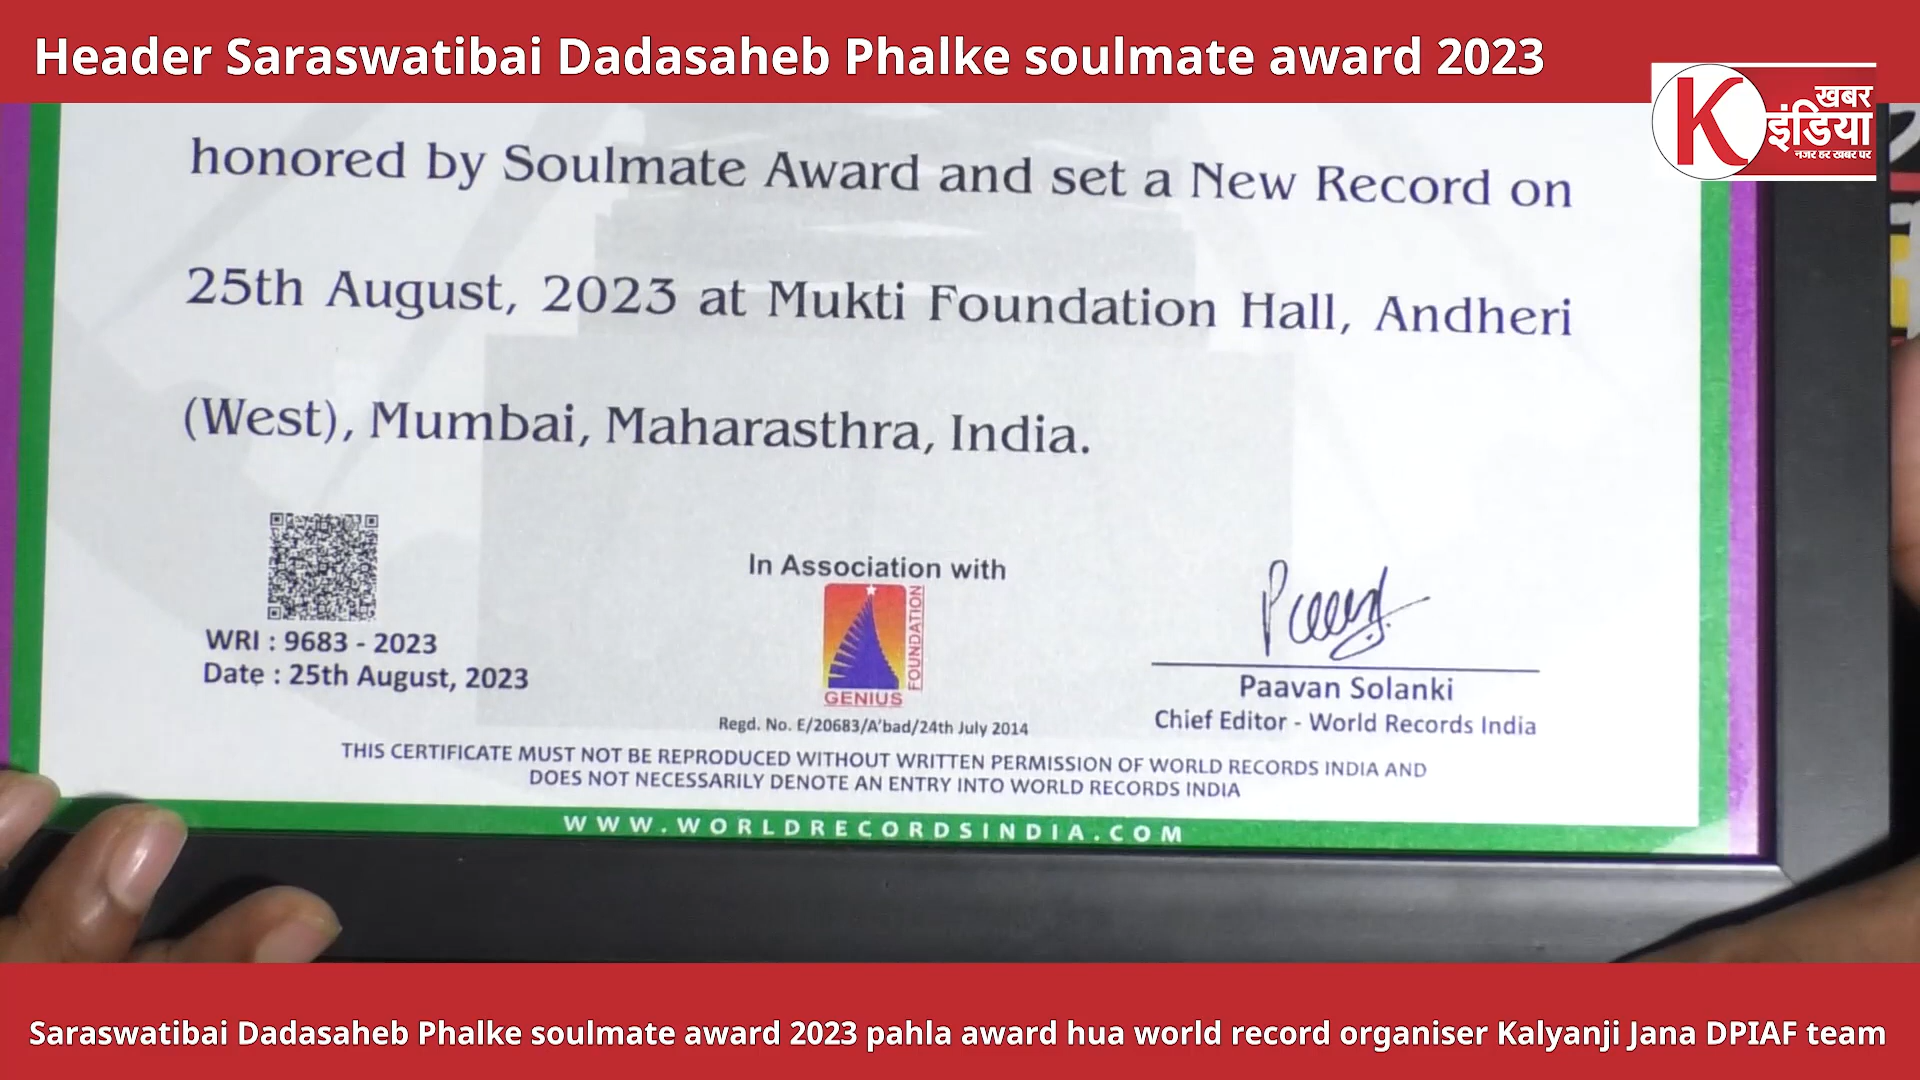 Header Saraswatibai Dadasaheb Phalke soulmate award 2023
K
खबर
इंडिया
नजर हर खबर पर
honored by Soulmate Award and set a New Record on
25th August, 2023 at Mukti Foundation Hall, Andheri
(West), Mumbai, Maharasthra, India.
WRI : 9683 - 2023
Date : 25th August, 2023
In Association with
GENIUS
FOUNDATION
Regd. No. E/20683/A'bad/24th July 2014
Paavan Solanki
Chief Editor - World Records India
THIS CERTIFICATE MUST NOT BE REPRODUCED WITHOUT WRITTEN PERMISSION OF WORLD RECORDS INDIA AND
DOES NOT NECESSARILY DENOTE AN ENTRY INTO WORLD RECORDS INDIA
WWW.WORLDRECORDSINDIA.COM
Saraswatibai Dadasaheb Phalke soulmate award 2023 pahla award hua world record organiser Kalyanji Jana DPIAF team